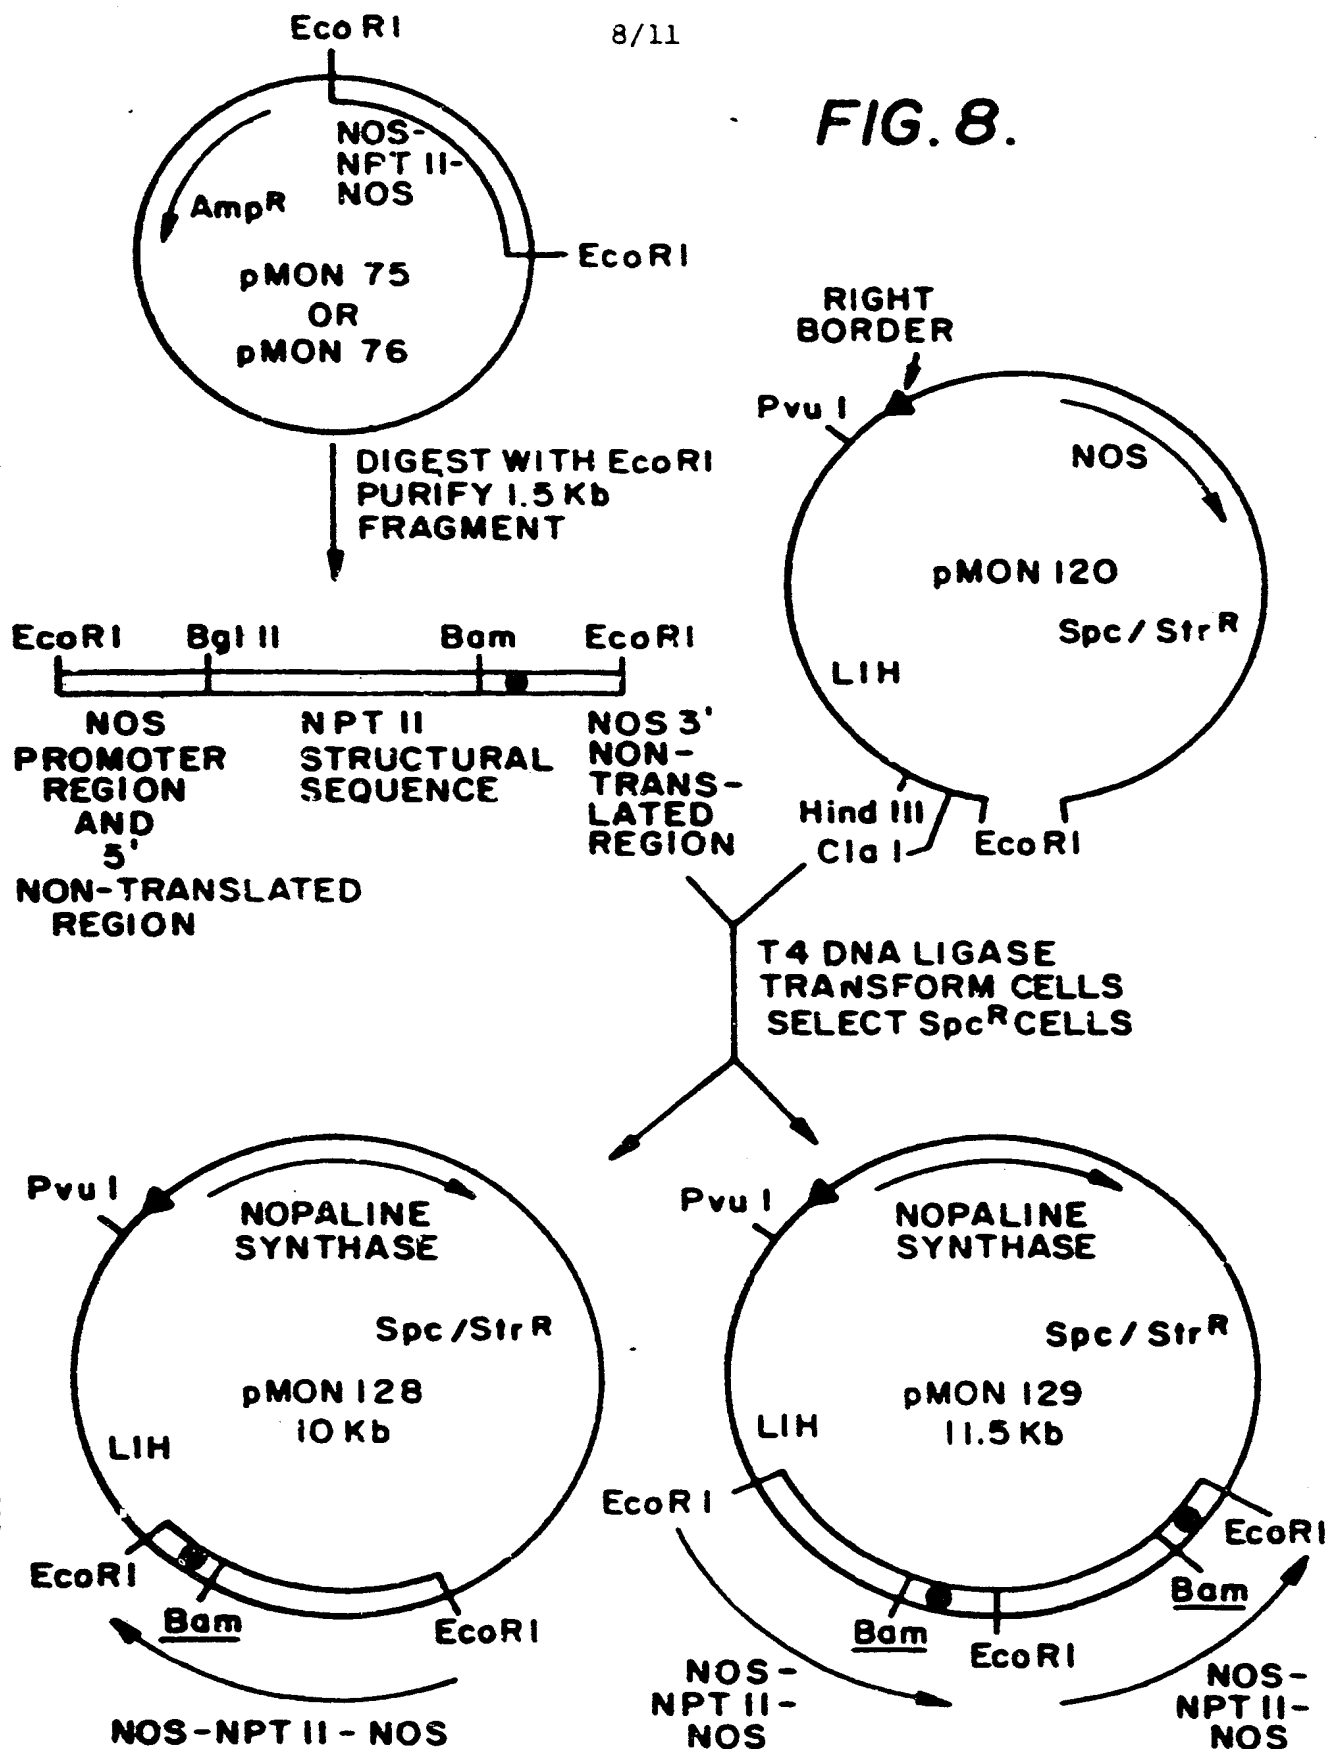 8/11
FIG. 8.
Eco RI
NOS-
NPT II-
NOS
AmpR
EcoRI
pMON 75
OR
pMON 76
DIGEST WITH EcoRI
PURIFY 1.5 Kb
FRAGMENT
RIGHT
BORDER
Pvu I
NOS
pMON 120
Spc/StrR
LIH
Hind III
Cla I
EcoRI
EcoRI
Bgl II
Bam
EcoRI
NOS
PROMOTER
REGION
AND
5'
NON-TRANSLATED
REGION
NPT II
STRUCTURAL
SEQUENCE
NOS 3'
NON-
TRANS-
LATED
REGION
T4 DNA LIGASE
TRANSFORM CELLS
SELECT SpcR CELLS
Pvu I
NOPALINE
SYNTHASE
Spc/StrR
pMON 128
10 Kb
LIH
EcoRI
Bam
EcoRI
NOS-NPT II-NOS
Pvu I
NOPALINE
SYNTHASE
Spc/StrR
pMON 129
11.5 Kb
LIH
EcoRI
EcoRI
Bam
Bam
EcoRI
NOS-
NPT II-
NOS
NOS-
NPT II-
NOS